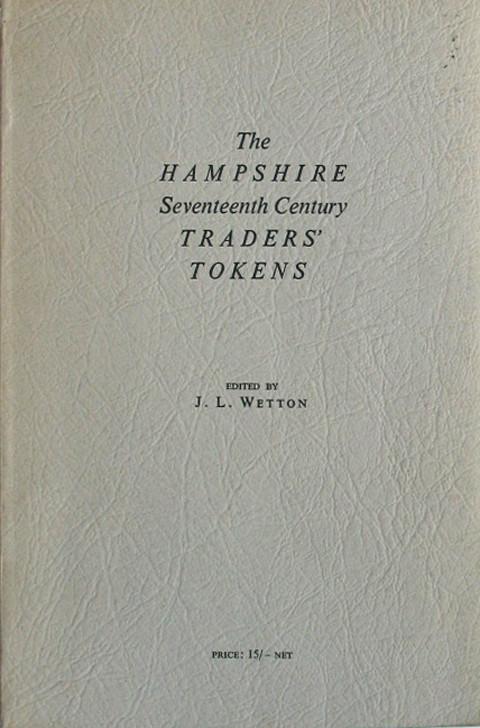 The
HAMPSHIRE
Seventeenth Century
TRADERS'
TOKENS
EDITED BY
J. L. WETTON
PRICE: 15/– NET